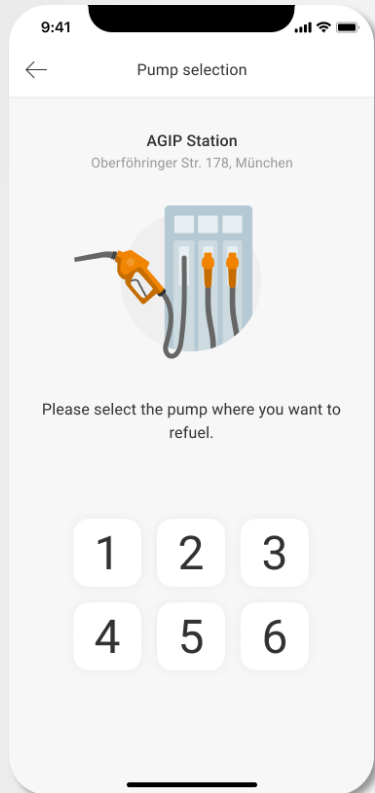 9:41
Pump selection
AGIP Station
Oberföhringer Str. 178, München
Please select the pump where you want to
refuel.
1 2 3
4 5 6